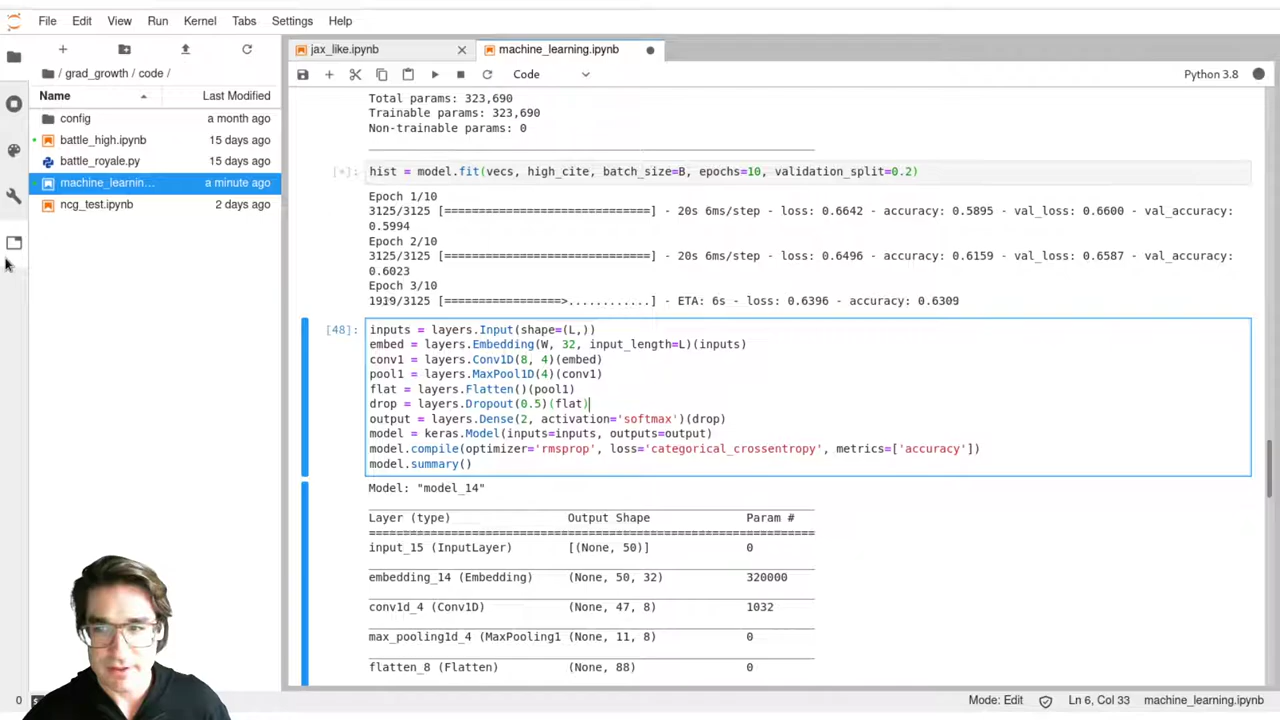 File Edit View Run Kernel Tabs Settings Help
jax_like.ipynb
machine_learning.ipynb
Code
Python 3.8
/ grad_growth / code /
Name Last Modified
config a month ago
battle_high.ipynb 15 days ago
battle_royale.py 15 days ago
machine_learnin… a minute ago
ncg_test.ipynb 2 days ago
Total params: 323,690
Trainable params: 323,690
Non-trainable params: 0
[*]: hist = model.fit(vecs, high_cite, batch_size=B, epochs=10, validation_split=0.2)
Epoch 1/10
3125/3125 [==============================] - 20s 6ms/step - loss: 0.6642 - accuracy: 0.5895 - val_loss: 0.6600 - val_accuracy:
0.5994
Epoch 2/10
3125/3125 [==============================] - 20s 6ms/step - loss: 0.6496 - accuracy: 0.6159 - val_loss: 0.6587 - val_accuracy:
0.6023
Epoch 3/10
1919/3125 [=================>............] - ETA: 6s - loss: 0.6396 - accuracy: 0.6309
[48]: inputs = layers.Input(shape=(L,))
embed = layers.Embedding(W, 32, input_length=L)(inputs)
conv1 = layers.Conv1D(8, 4)(embed)
pool1 = layers.MaxPool1D(4)(conv1)
flat = layers.Flatten()(pool1)
drop = layers.Dropout(0.5)(flat)
output = layers.Dense(2, activation='softmax')(drop)
model = keras.Model(inputs=inputs, outputs=output)
model.compile(optimizer='rmsprop', loss='categorical_crossentropy', metrics=['accuracy'])
model.summary()
Model: "model_14"
Layer (type) Output Shape Param #
input_15 (InputLayer) [(None, 50)] 0
embedding_14 (Embedding) (None, 50, 32) 320000
conv1d_4 (Conv1D) (None, 47, 8) 1032
max_pooling1d_4 (MaxPooling1 (None, 11, 8) 0
flatten_8 (Flatten) (None, 88) 0
0
Mode: Edit
Ln 6, Col 33
machine_learning.ipynb